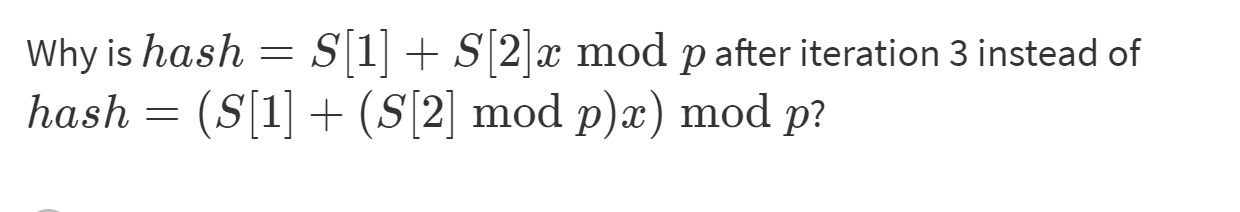 Why is hash = S[1] + S[2]x mod p after iteration 3 instead of
hash = (S[1] + (S[2] mod p)x) mod p?